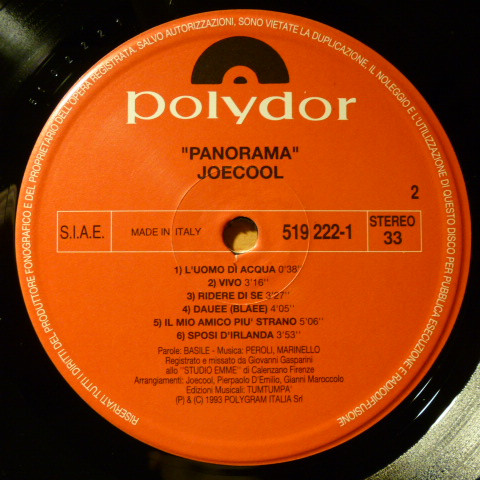 RISERVATI TUTTI I DIRITTI DEL PRODUTTORE FONOGRAFICO E DEL PROPRIETARIO DELL'OPERA REGISTRATA. SALVO AUTORIZZAZIONI, SONO VIETATE LA DUPLICAZIONE, IL NOLEGGIO E L'UTILIZZAZIONE DI QUESTO DISCO PER PUBBLICA ESECUZIONE E RADIODIFFUSIONE
polydor
"PANORAMA"
JOECOOL
2
S.I.A.E.
MADE IN ITALY
519 222-1
STEREO
33
1) L'UOMO DI ACQUA 0'38''
2) VIVO 3'16''
3) RIDERE DI SE 3'27''
4) DAUEE (BLAEE) 4'05''
5) IL MIO AMICO PIU' STRANO 5'06''
6) SPOSI D'IRLANDA 3'53''
Parole: BASILE - Musica: PEROLI, MARINELLO
Registrato e missato da Giovanni Gasparini
allo "STUDIO EMME" di Calenzano Firenze
Arrangiamenti: Joecool, Pierpaolo D'Emilio, Gianni Maroccolo
Edizioni Musicali: TUMTUMPA'
(P) & (C) 1993 POLYGRAM ITALIA Srl